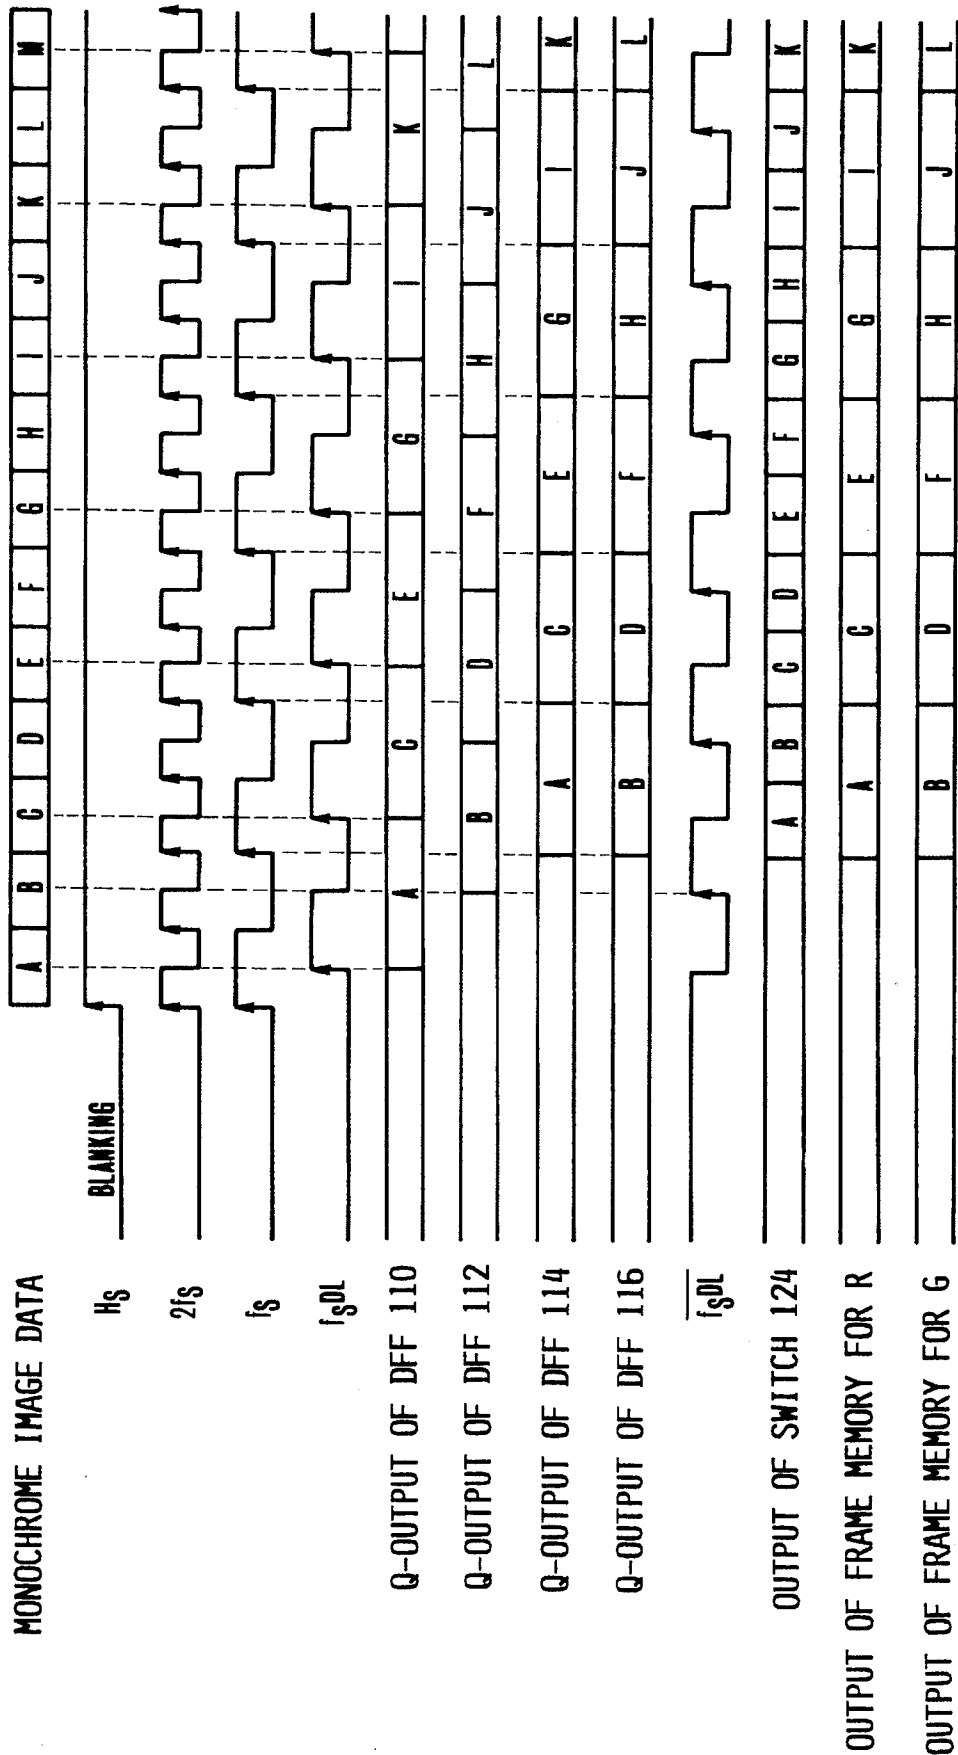 MONOCHROME IMAGE DATA A B C D E F G H I J K L M
HS BLANKING
2fS
fS
fSDL
Q-OUTPUT OF DFF 110 A C E G I K
Q-OUTPUT OF DFF 112 B D F H J L
Q-OUTPUT OF DFF 114 A C E G I K
Q-OUTPUT OF DFF 116 B D F H J L
fSDL
OUTPUT OF SWITCH 124 A B C D E F G H I J K
OUTPUT OF FRAME MEMORY FOR R A C E G I K
OUTPUT OF FRAME MEMORY FOR G B D F H J L